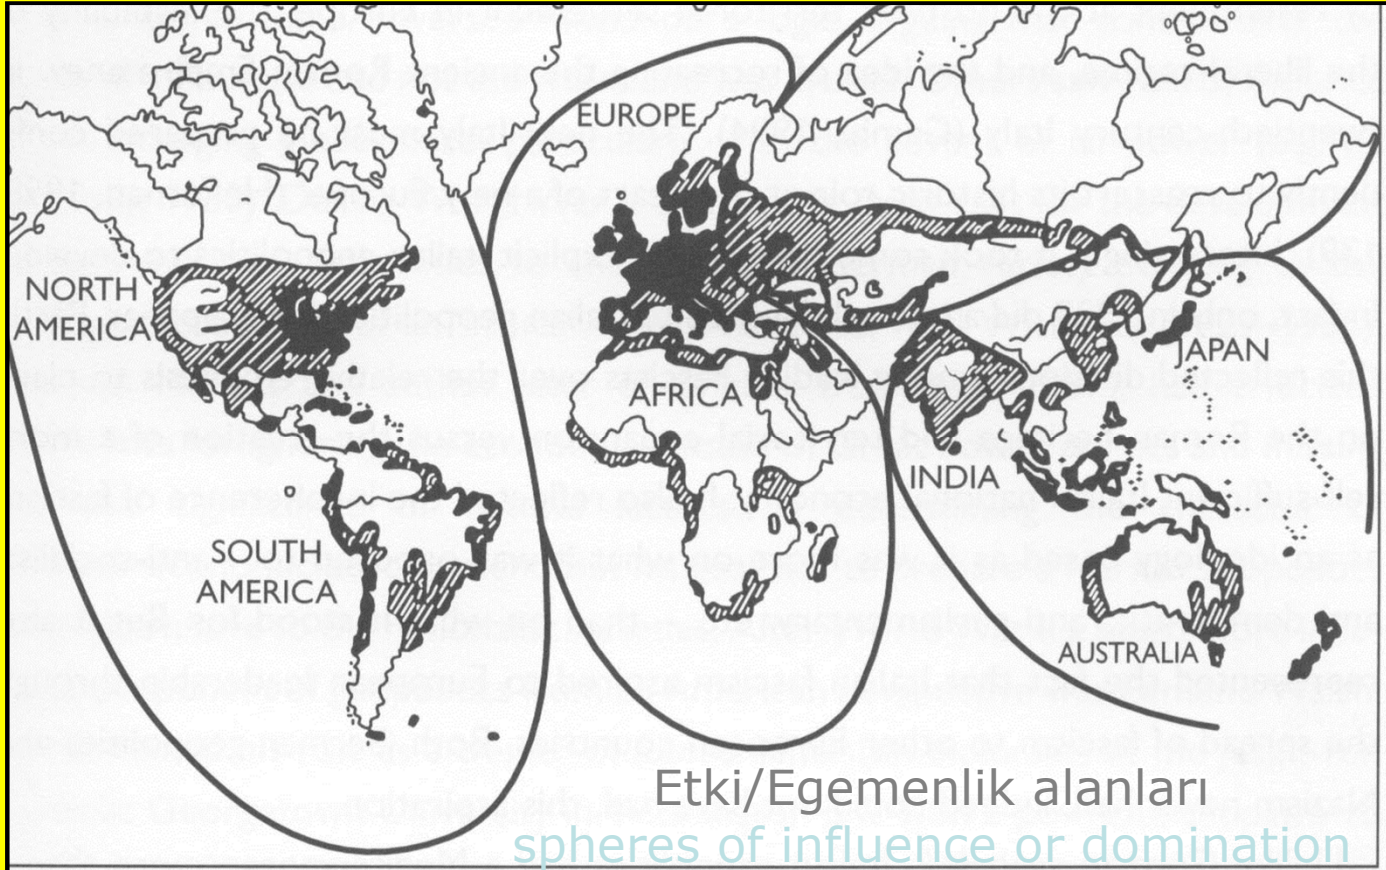 EUROPE
NORTH
AMERICA
JAPAN
AFRICA
INDIA
SOUTH
AMERICA
AUSTRALIA
Etki/Egemenlik alanları
spheres of influence or domination